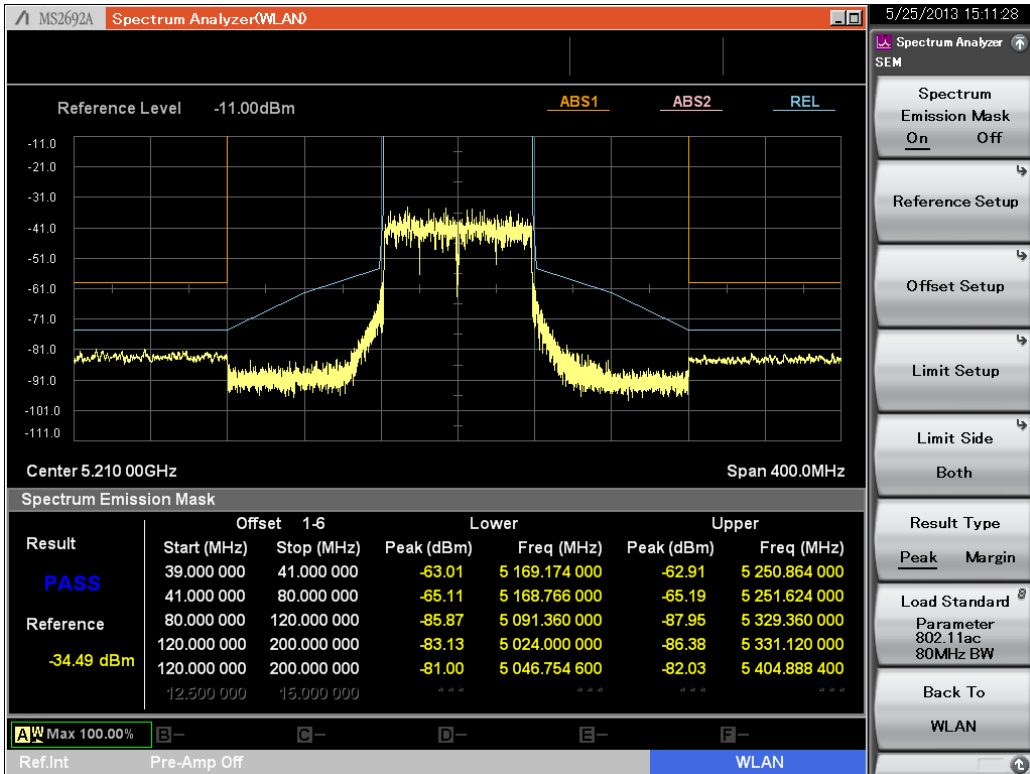 MS2692A Spectrum Analyzer(WLAN)
5/25/2013 15:11:28
Spectrum Analyzer
SEM
Reference Level -11.00dBm
ABS1 ABS2 REL
-11.0
-21.0
-31.0
-41.0
-51.0
-61.0
-71.0
-81.0
-91.0
-101.0
-111.0
Center 5.210 00GHz Span 400.0MHz
Spectrum Emission Mask
Offset 1-6 Lower Upper
Result Start (MHz) Stop (MHz) Peak (dBm) Freq (MHz) Peak (dBm) Freq (MHz)
PASS 39.000 000 41.000 000 -63.01 5 169.174 000 -62.91 5 250.864 000
41.000 000 80.000 000 -65.11 5 168.766 000 -65.19 5 251.624 000
Reference 80.000 000 120.000 000 -85.87 5 091.360 000 -87.95 5 329.360 000
120.000 000 200.000 000 -83.13 5 024.000 000 -86.38 5 331.120 000
-34.49 dBm 120.000 000 200.000 000 -81.00 5 046.754 600 -82.03 5 404.888 400
12.500 000 15.000 000 *** *** *** ***
A W Max 100.00% B- C- D- E- F-
Ref.Int Pre-Amp Off WLAN
Spectrum
Emission Mask
On Off
Reference Setup
Offset Setup
Limit Setup
Limit Side
Both
Result Type
Peak Margin
Load Standard
Parameter
802.11ac
80MHz BW
Back To
WLAN